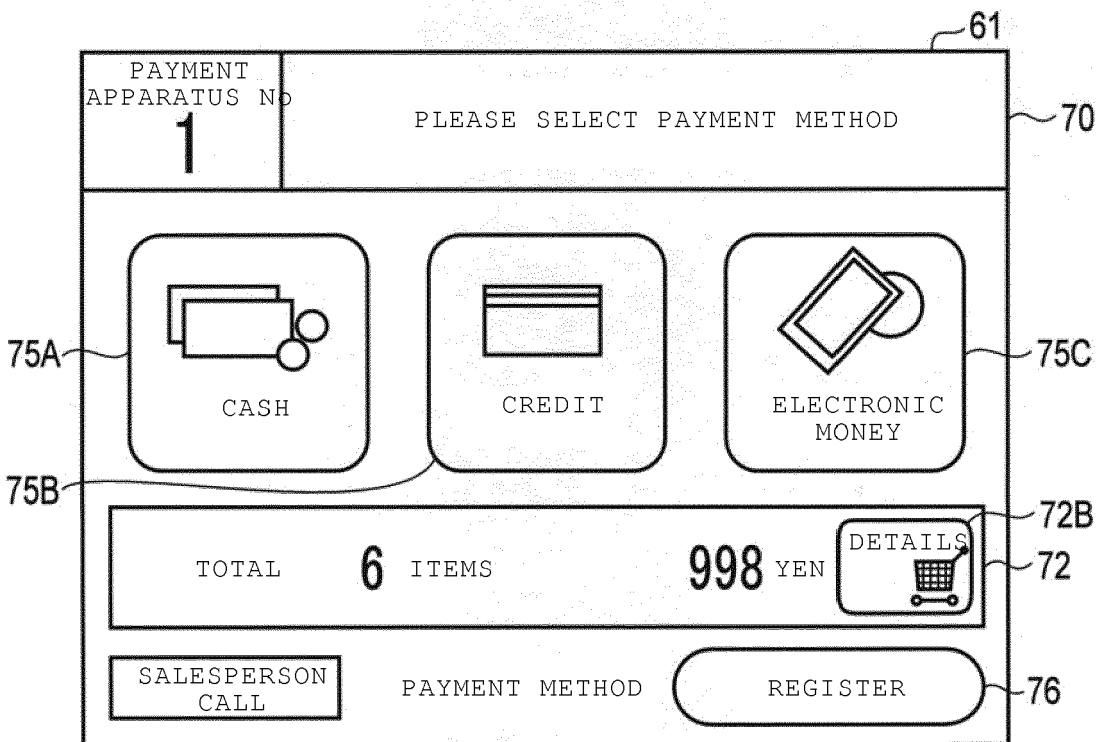 61
PAYMENT
APPARATUS No
1
PLEASE SELECT PAYMENT METHOD
70
75A
CASH
CREDIT
ELECTRONIC
MONEY
75C
75B
72B
TOTAL 6 ITEMS 998 YEN
DETAILS
72
SALESPERSON
CALL
PAYMENT METHOD
REGISTER
76